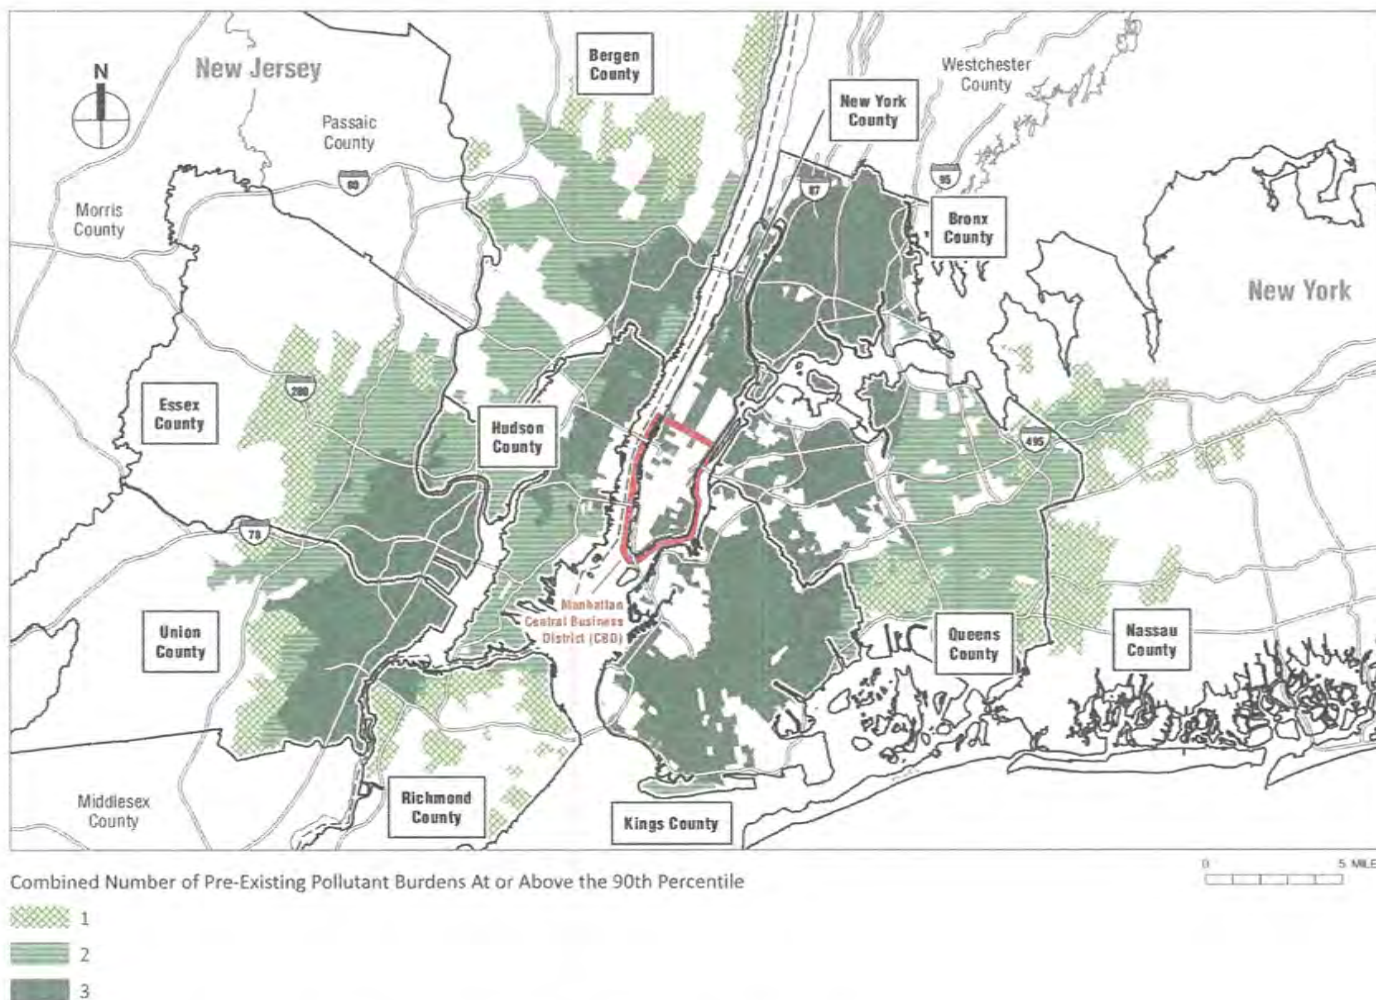 N
New Jersey
Bergen
County
Westchester
County
New York
County
Passaic
County
80
87
95
Morris
County
Bronx
County
New York
280
Essex
County
Hudson
County
495
78
Manhattan
Central Business
District (CBD)
Union
County
Queens
County
Nassau
County
Middlesex
County
Richmond
County
Kings County
0
5 MILE
Combined Number of Pre-Existing Pollutant Burdens At or Above the 90th Percentile
1
2
3